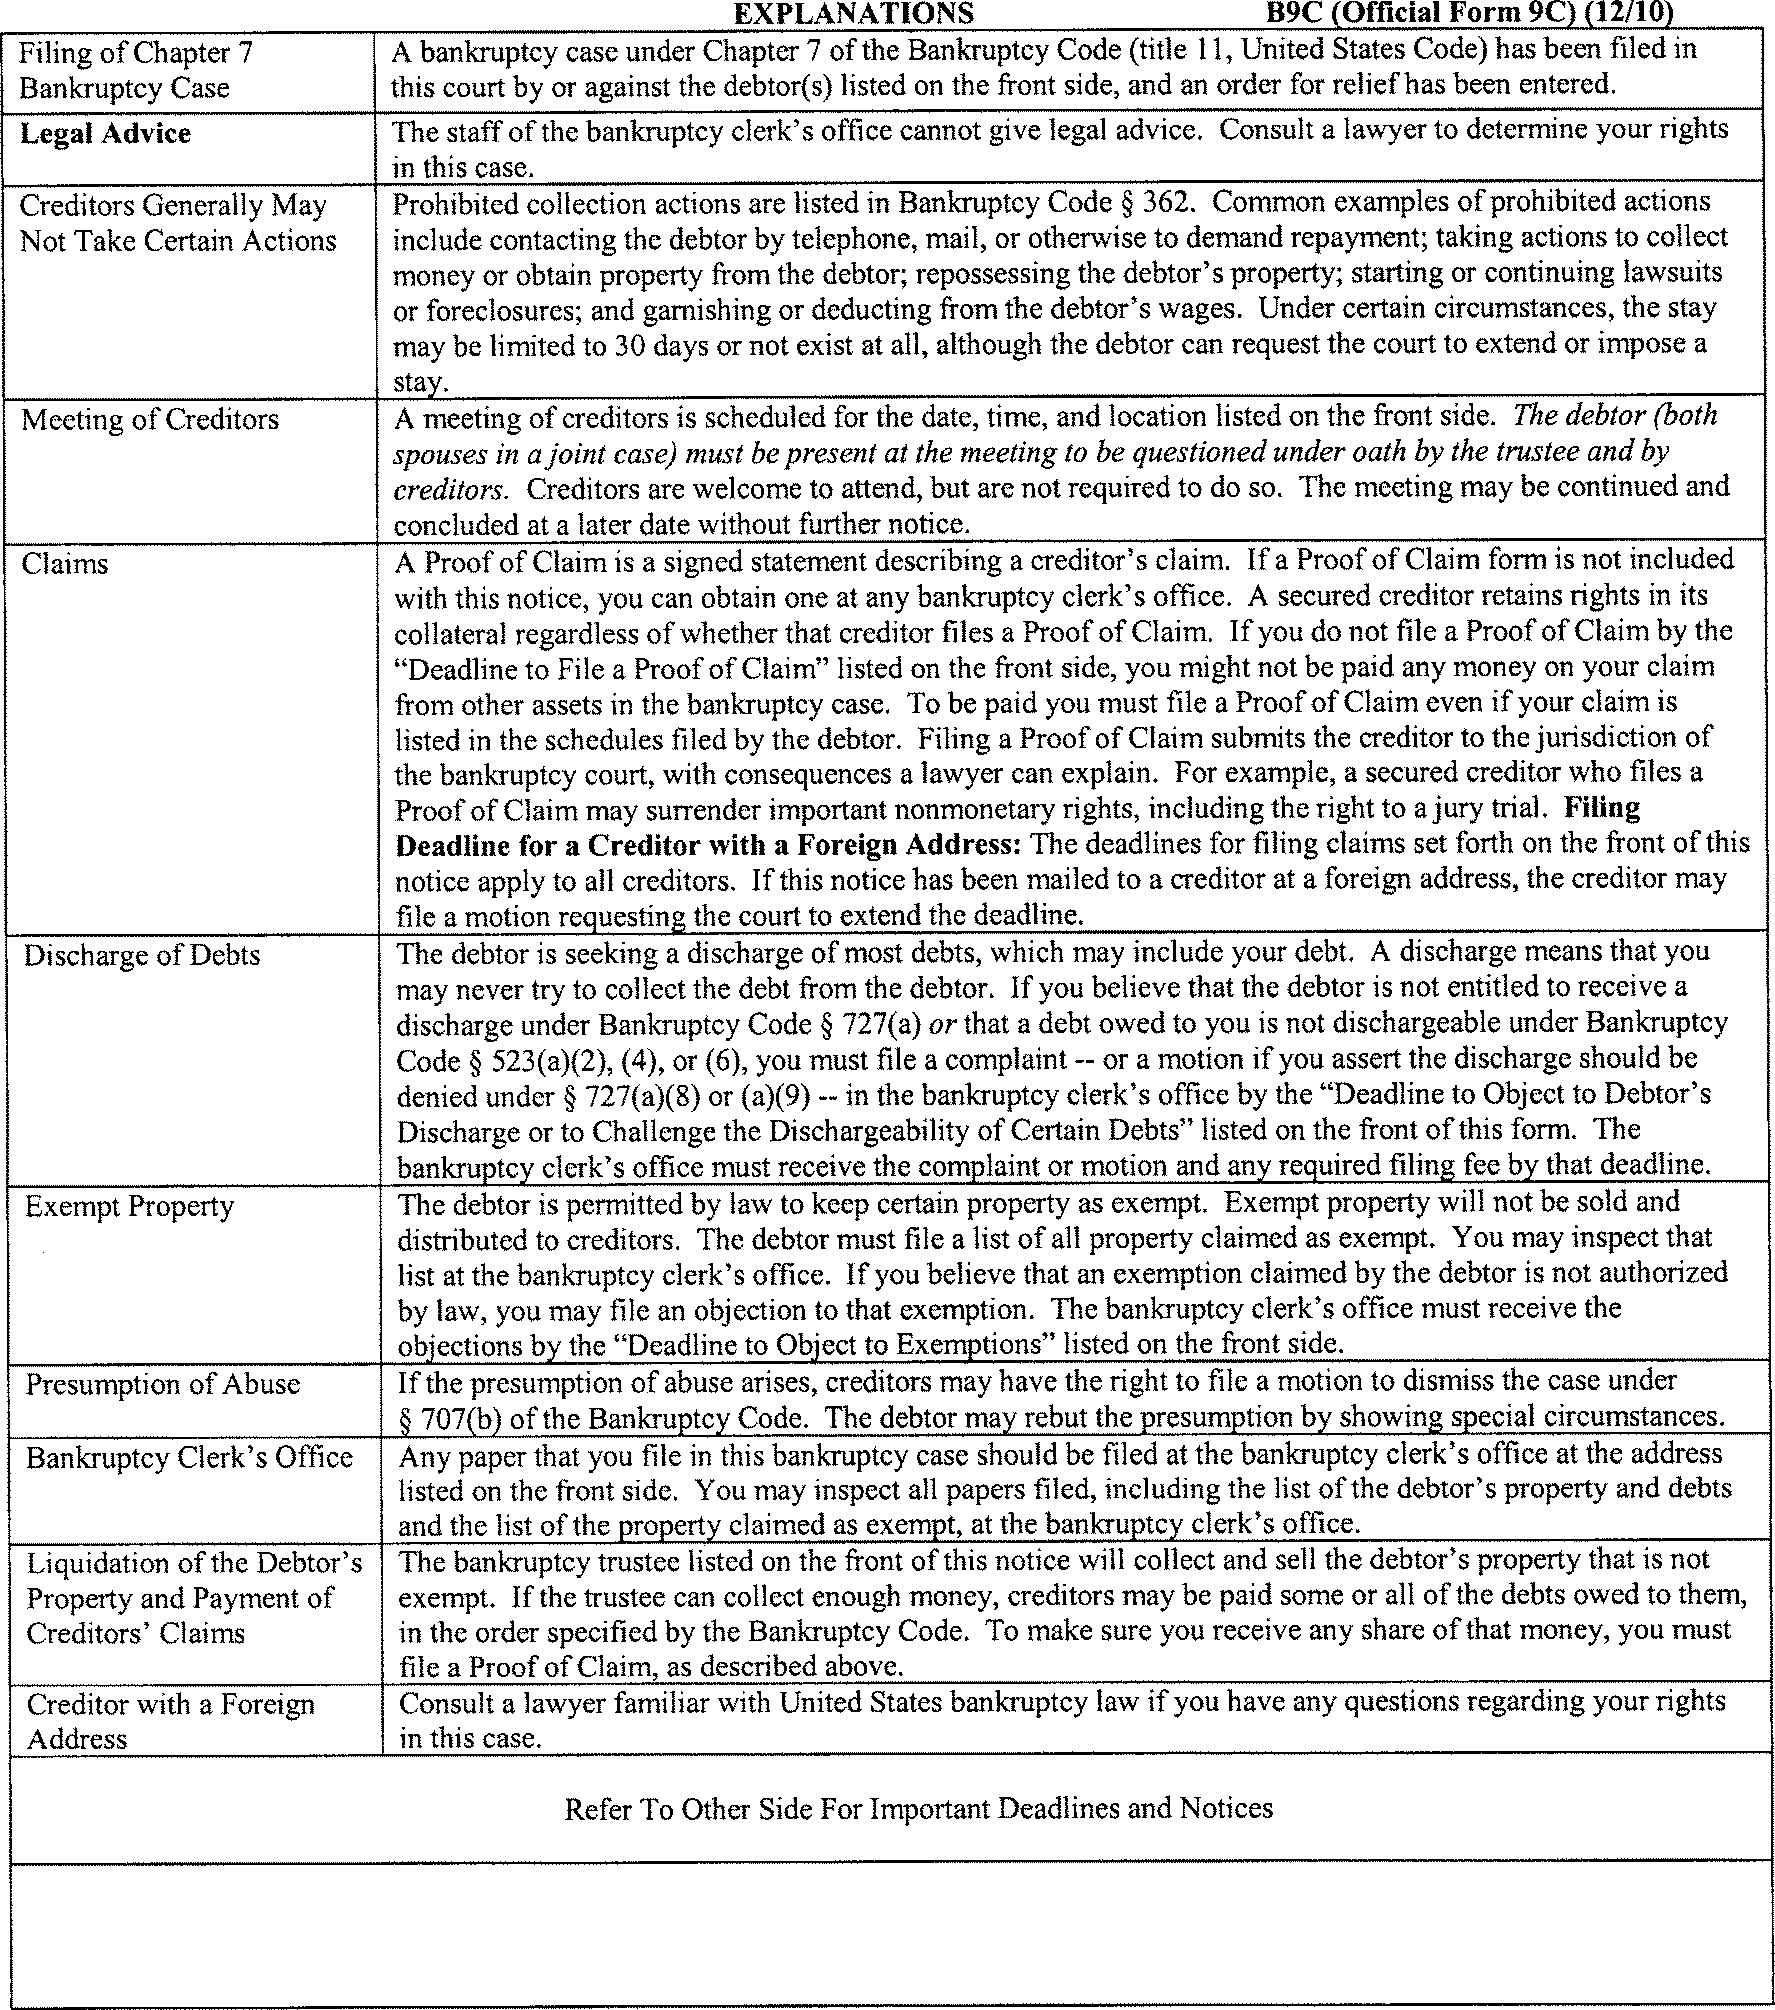 EXPLANATIONS B9C (Official Form 9C) (12/10)
Filing of Chapter 7
Bankruptcy Case
A bankruptcy case under Chapter 7 of the Bankruptcy Code (title 11, United States Code) has been filed in
this court by or against the debtor(s) listed on the front side, and an order for relief has been entered.
Legal Advice
The staff of the bankruptcy clerk's office cannot give legal advice. Consult a lawyer to determine your rights
in this case.
Creditors Generally May
Not Take Certain Actions
Prohibited collection actions are listed in Bankruptcy Code § 362. Common examples of prohibited actions
include contacting the debtor by telephone, mail, or otherwise to demand repayment; taking actions to collect
money or obtain property from the debtor; repossessing the debtor's property; starting or continuing lawsuits
or foreclosures; and garnishing or deducting from the debtor's wages. Under certain circumstances, the stay
may be limited to 30 days or not exist at all, although the debtor can request the court to extend or impose a
stay.
Meeting of Creditors
A meeting of creditors is scheduled for the date, time, and location listed on the front side. The debtor (both
spouses in a joint case) must be present at the meeting to be questioned under oath by the trustee and by
creditors. Creditors are welcome to attend, but are not required to do so. The meeting may be continued and
concluded at a later date without further notice.
Claims
A Proof of Claim is a signed statement describing a creditor's claim. If a Proof of Claim form is not included
with this notice, you can obtain one at any bankruptcy clerk's office. A secured creditor retains rights in its
collateral regardless of whether that creditor files a Proof of Claim. If you do not file a Proof of Claim by the
“Deadline to File a Proof of Claim” listed on the front side, you might not be paid any money on your claim
from other assets in the bankruptcy case. To be paid you must file a Proof of Claim even if your claim is
listed in the schedules filed by the debtor. Filing a Proof of Claim submits the creditor to the jurisdiction of
the bankruptcy court, with consequences a lawyer can explain. For example, a secured creditor who files a
Proof of Claim may surrender important nonmonetary rights, including the right to a jury trial. Filing
Deadline for a Creditor with a Foreign Address: The deadlines for filing claims set forth on the front of this
notice apply to all creditors. If this notice has been mailed to a creditor at a foreign address, the creditor may
file a motion requesting the court to extend the deadline.
Discharge of Debts
The debtor is seeking a discharge of most debts, which may include your debt. A discharge means that you
may never try to collect the debt from the debtor. If you believe that the debtor is not entitled to receive a
discharge under Bankruptcy Code § 727(a) or that a debt owed to you is not dischargeable under Bankruptcy
Code § 523(a)(2), (4), or (6), you must file a complaint -- or a motion if you assert the discharge should be
denied under § 727(a)(8) or (a)(9) -- in the bankruptcy clerk's office by the “Deadline to Object to Debtor's
Discharge or to Challenge the Dischargeability of Certain Debts” listed on the front of this form. The
bankruptcy clerk's office must receive the complaint or motion and any required filing fee by that deadline.
Exempt Property
The debtor is permitted by law to keep certain property as exempt. Exempt property will not be sold and
distributed to creditors. The debtor must file a list of all property claimed as exempt. You may inspect that
list at the bankruptcy clerk's office. If you believe that an exemption claimed by the debtor is not authorized
by law, you may file an objection to that exemption. The bankruptcy clerk's office must receive the
objections by the “Deadline to Object to Exemptions” listed on the front side.
Presumption of Abuse
If the presumption of abuse arises, creditors may have the right to file a motion to dismiss the case under
§ 707(b) of the Bankruptcy Code. The debtor may rebut the presumption by showing special circumstances.
Bankruptcy Clerk's Office
Any paper that you file in this bankruptcy case should be filed at the bankruptcy clerk's office at the address
listed on the front side. You may inspect all papers filed, including the list of the debtor's property and debts
and the list of the property claimed as exempt, at the bankruptcy clerk's office.
Liquidation of the Debtor's
Property and Payment of
Creditors' Claims
The bankruptcy trustee listed on the front of this notice will collect and sell the debtor's property that is not
exempt. If the trustee can collect enough money, creditors may be paid some or all of the debts owed to them,
in the order specified by the Bankruptcy Code. To make sure you receive any share of that money, you must
file a Proof of Claim, as described above.
Creditor with a Foreign
Address
Consult a lawyer familiar with United States bankruptcy law if you have any questions regarding your rights
in this case.
Refer To Other Side For Important Deadlines and Notices